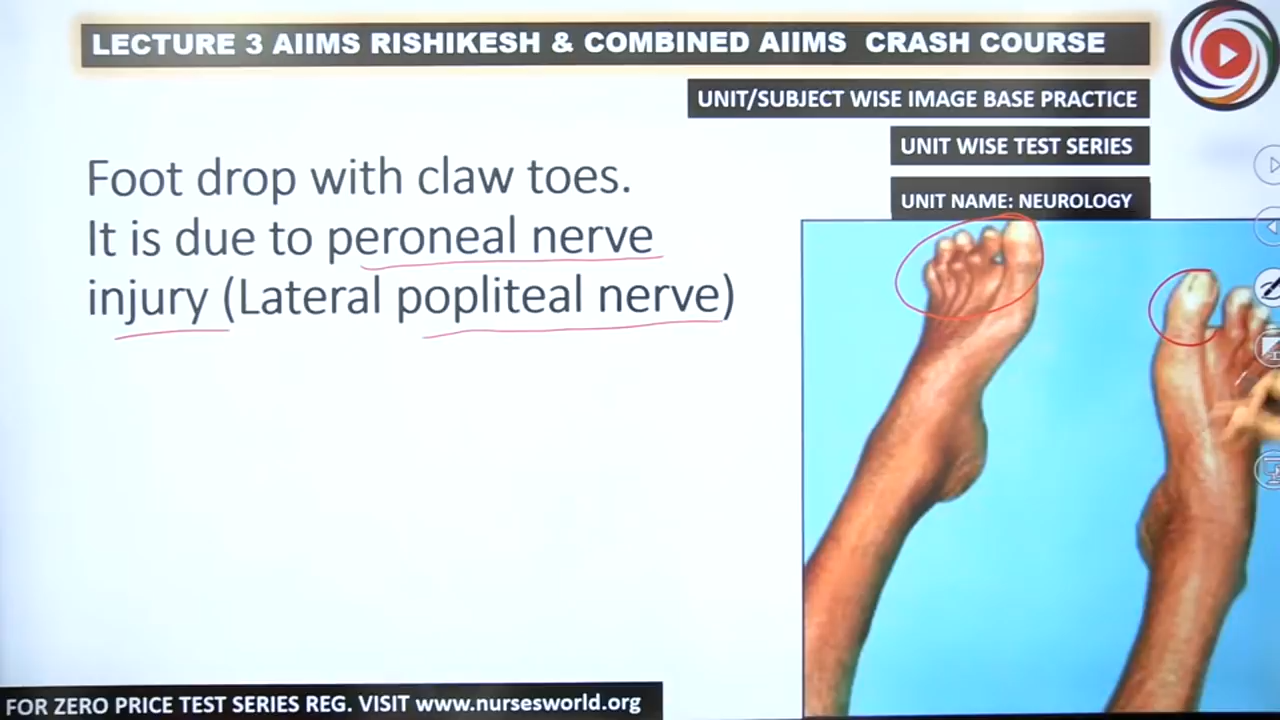 LECTURE 3 AIIMS RISHIKESH & COMBINED AIIMS CRASH COURSE
UNIT/SUBJECT WISE IMAGE BASE PRACTICE
UNIT WISE TEST SERIES
UNIT NAME: NEUROLOGY
Foot drop with claw toes.
It is due to peroneal nerve
injury (Lateral popliteal nerve)
FOR ZERO PRICE TEST SERIES REG. VISIT www.nursesworld.org